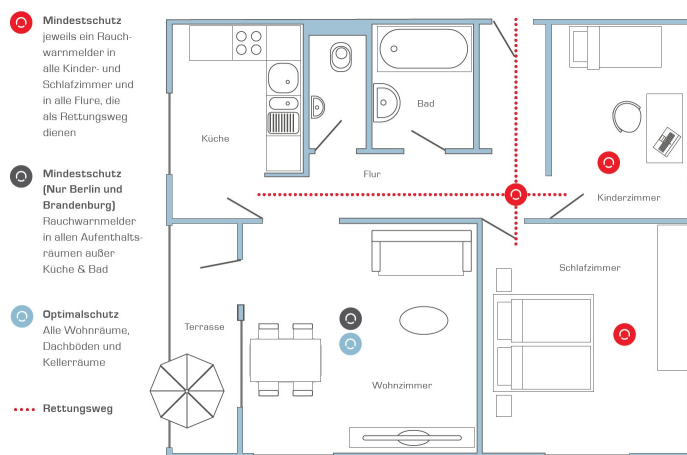 Mindestschutz
jeweils ein Rauch-
warnmelder in
alle Kinder- und
Schlafzimmer und
in alle Flure, die
als Rettungsweg
dienen
Mindestschutz
(Nur Berlin und
Brandenburg)
Rauchwarnmelder
in allen Aufenthalts-
räumen außer
Küche & Bad
Optimalschutz
Alle Wohnräume,
Dachböden und
Kellerräume
Rettungsweg
Küche
Bad
Flur
Kinderzimmer
Schlafzimmer
Terrasse
Wohnzimmer